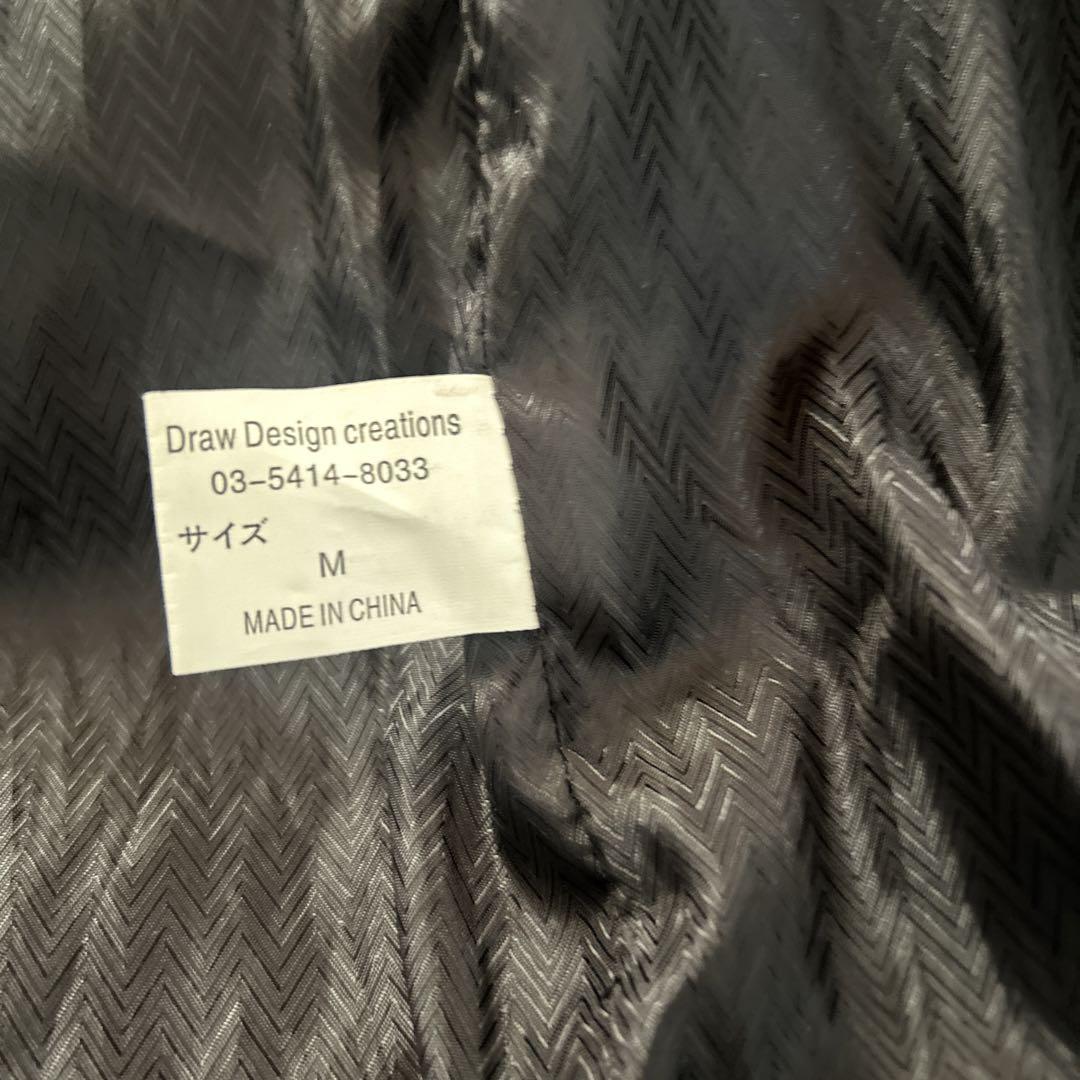 Draw Design creations
03-5414-8033
サイズ
M
MADE IN CHINA